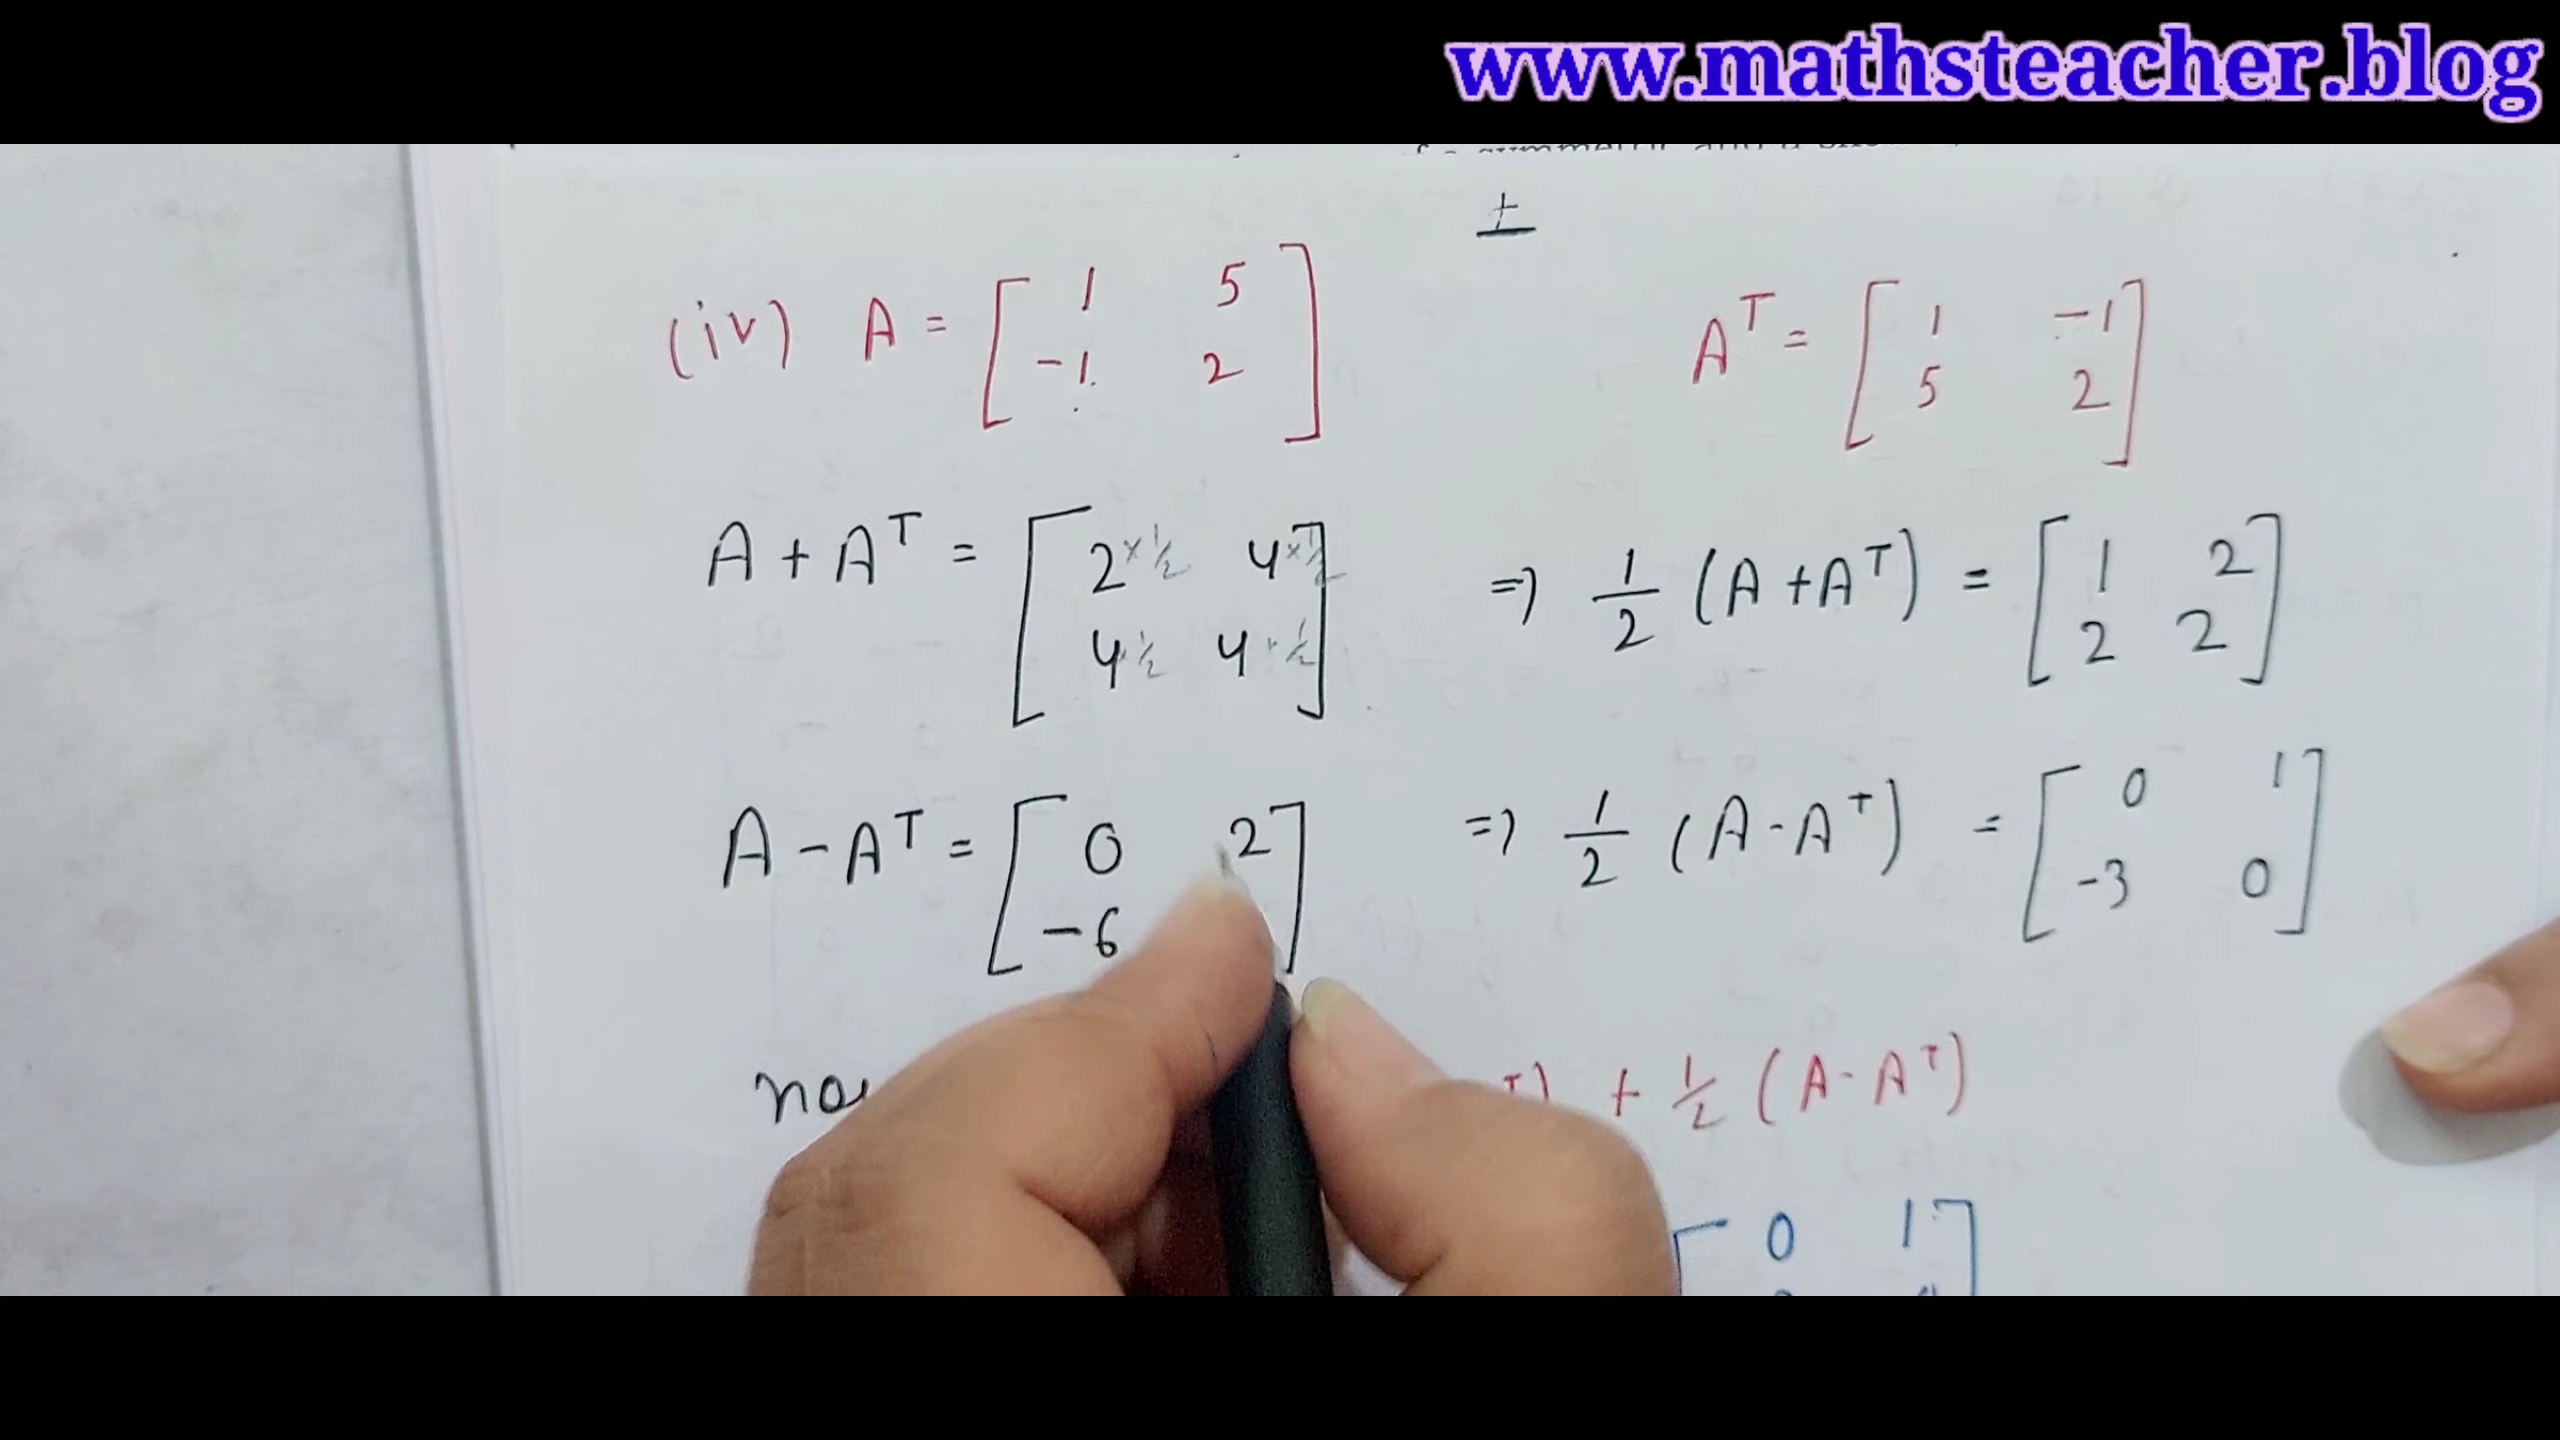 www.mathsteacher.blog
+
(iv) A = [ 1 5 ] A^T = [ 1 -1 ]
[ -1 2 ] [ 5 2 ]
A + A^T = [ 2 × 1/2 4 × 1/2 ] => 1/2 (A + A^T) = [ 1 2 ]
[ 4 1/2 4 1/2 ] [ 2 2 ]
A - A^T = [ 0 2 ] => 1/2 (A - A^T) = [ 0 1 ]
[ -6 ] [ -3 0 ]
+ 1/2 (A - A^T)
[ 0 1 ]